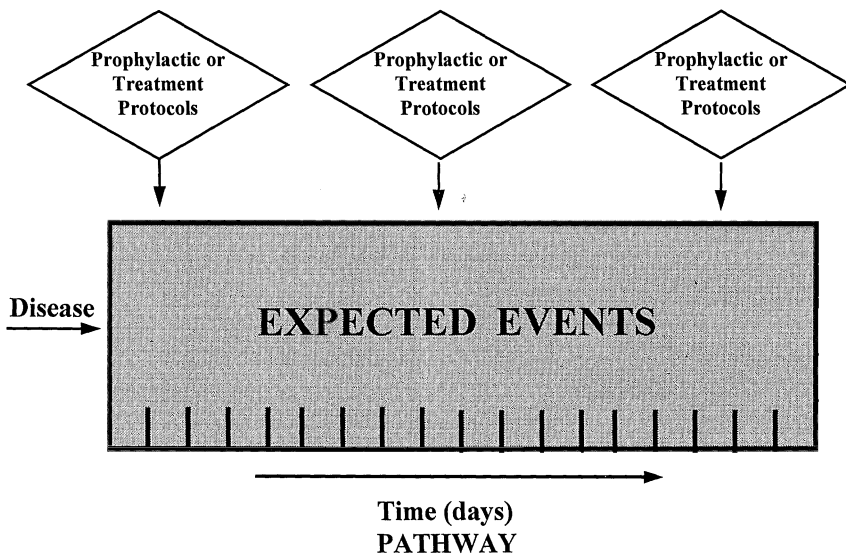 Prophylactic or
Treatment
Protocols
Prophylactic or
Treatment
Protocols
Prophylactic or
Treatment
Protocols
Disease
EXPECTED EVENTS
Time (days)
PATHWAY